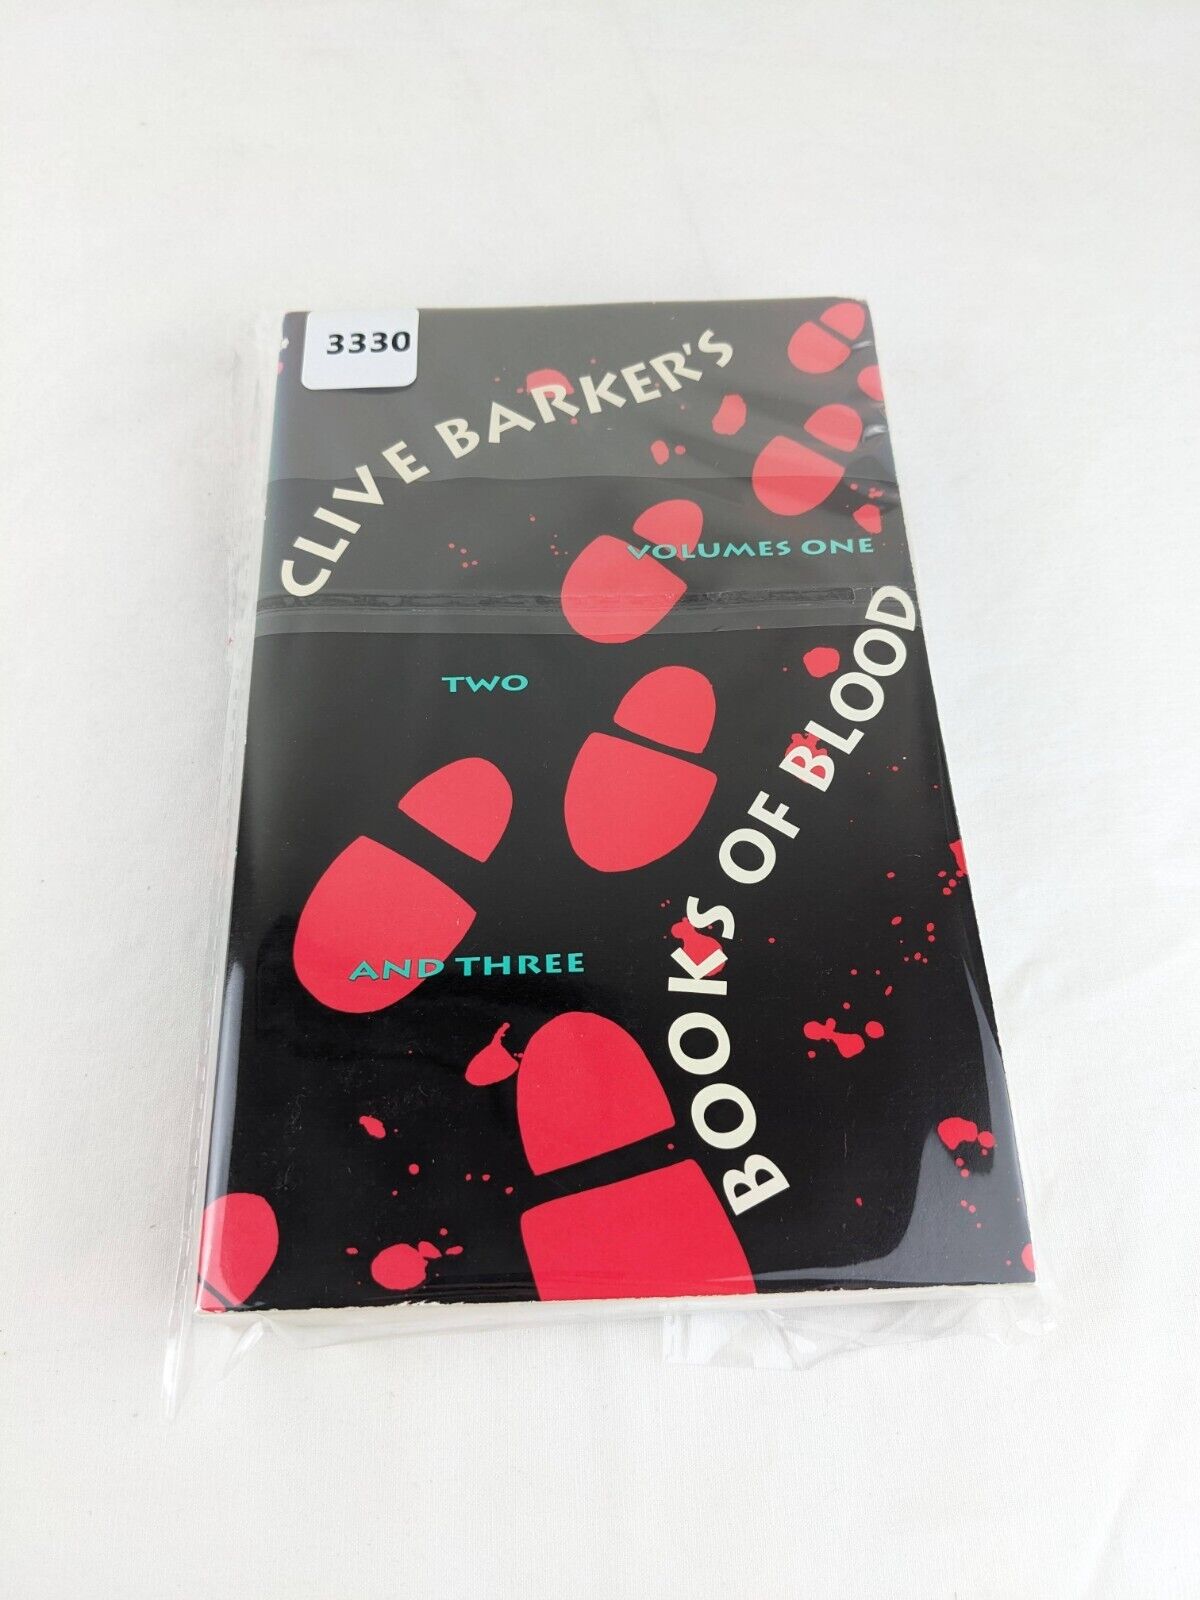 3330
CLIVE BARKER'S
VOLUMES ONE
TWO
AND THREE
BOOKS OF BLOOD